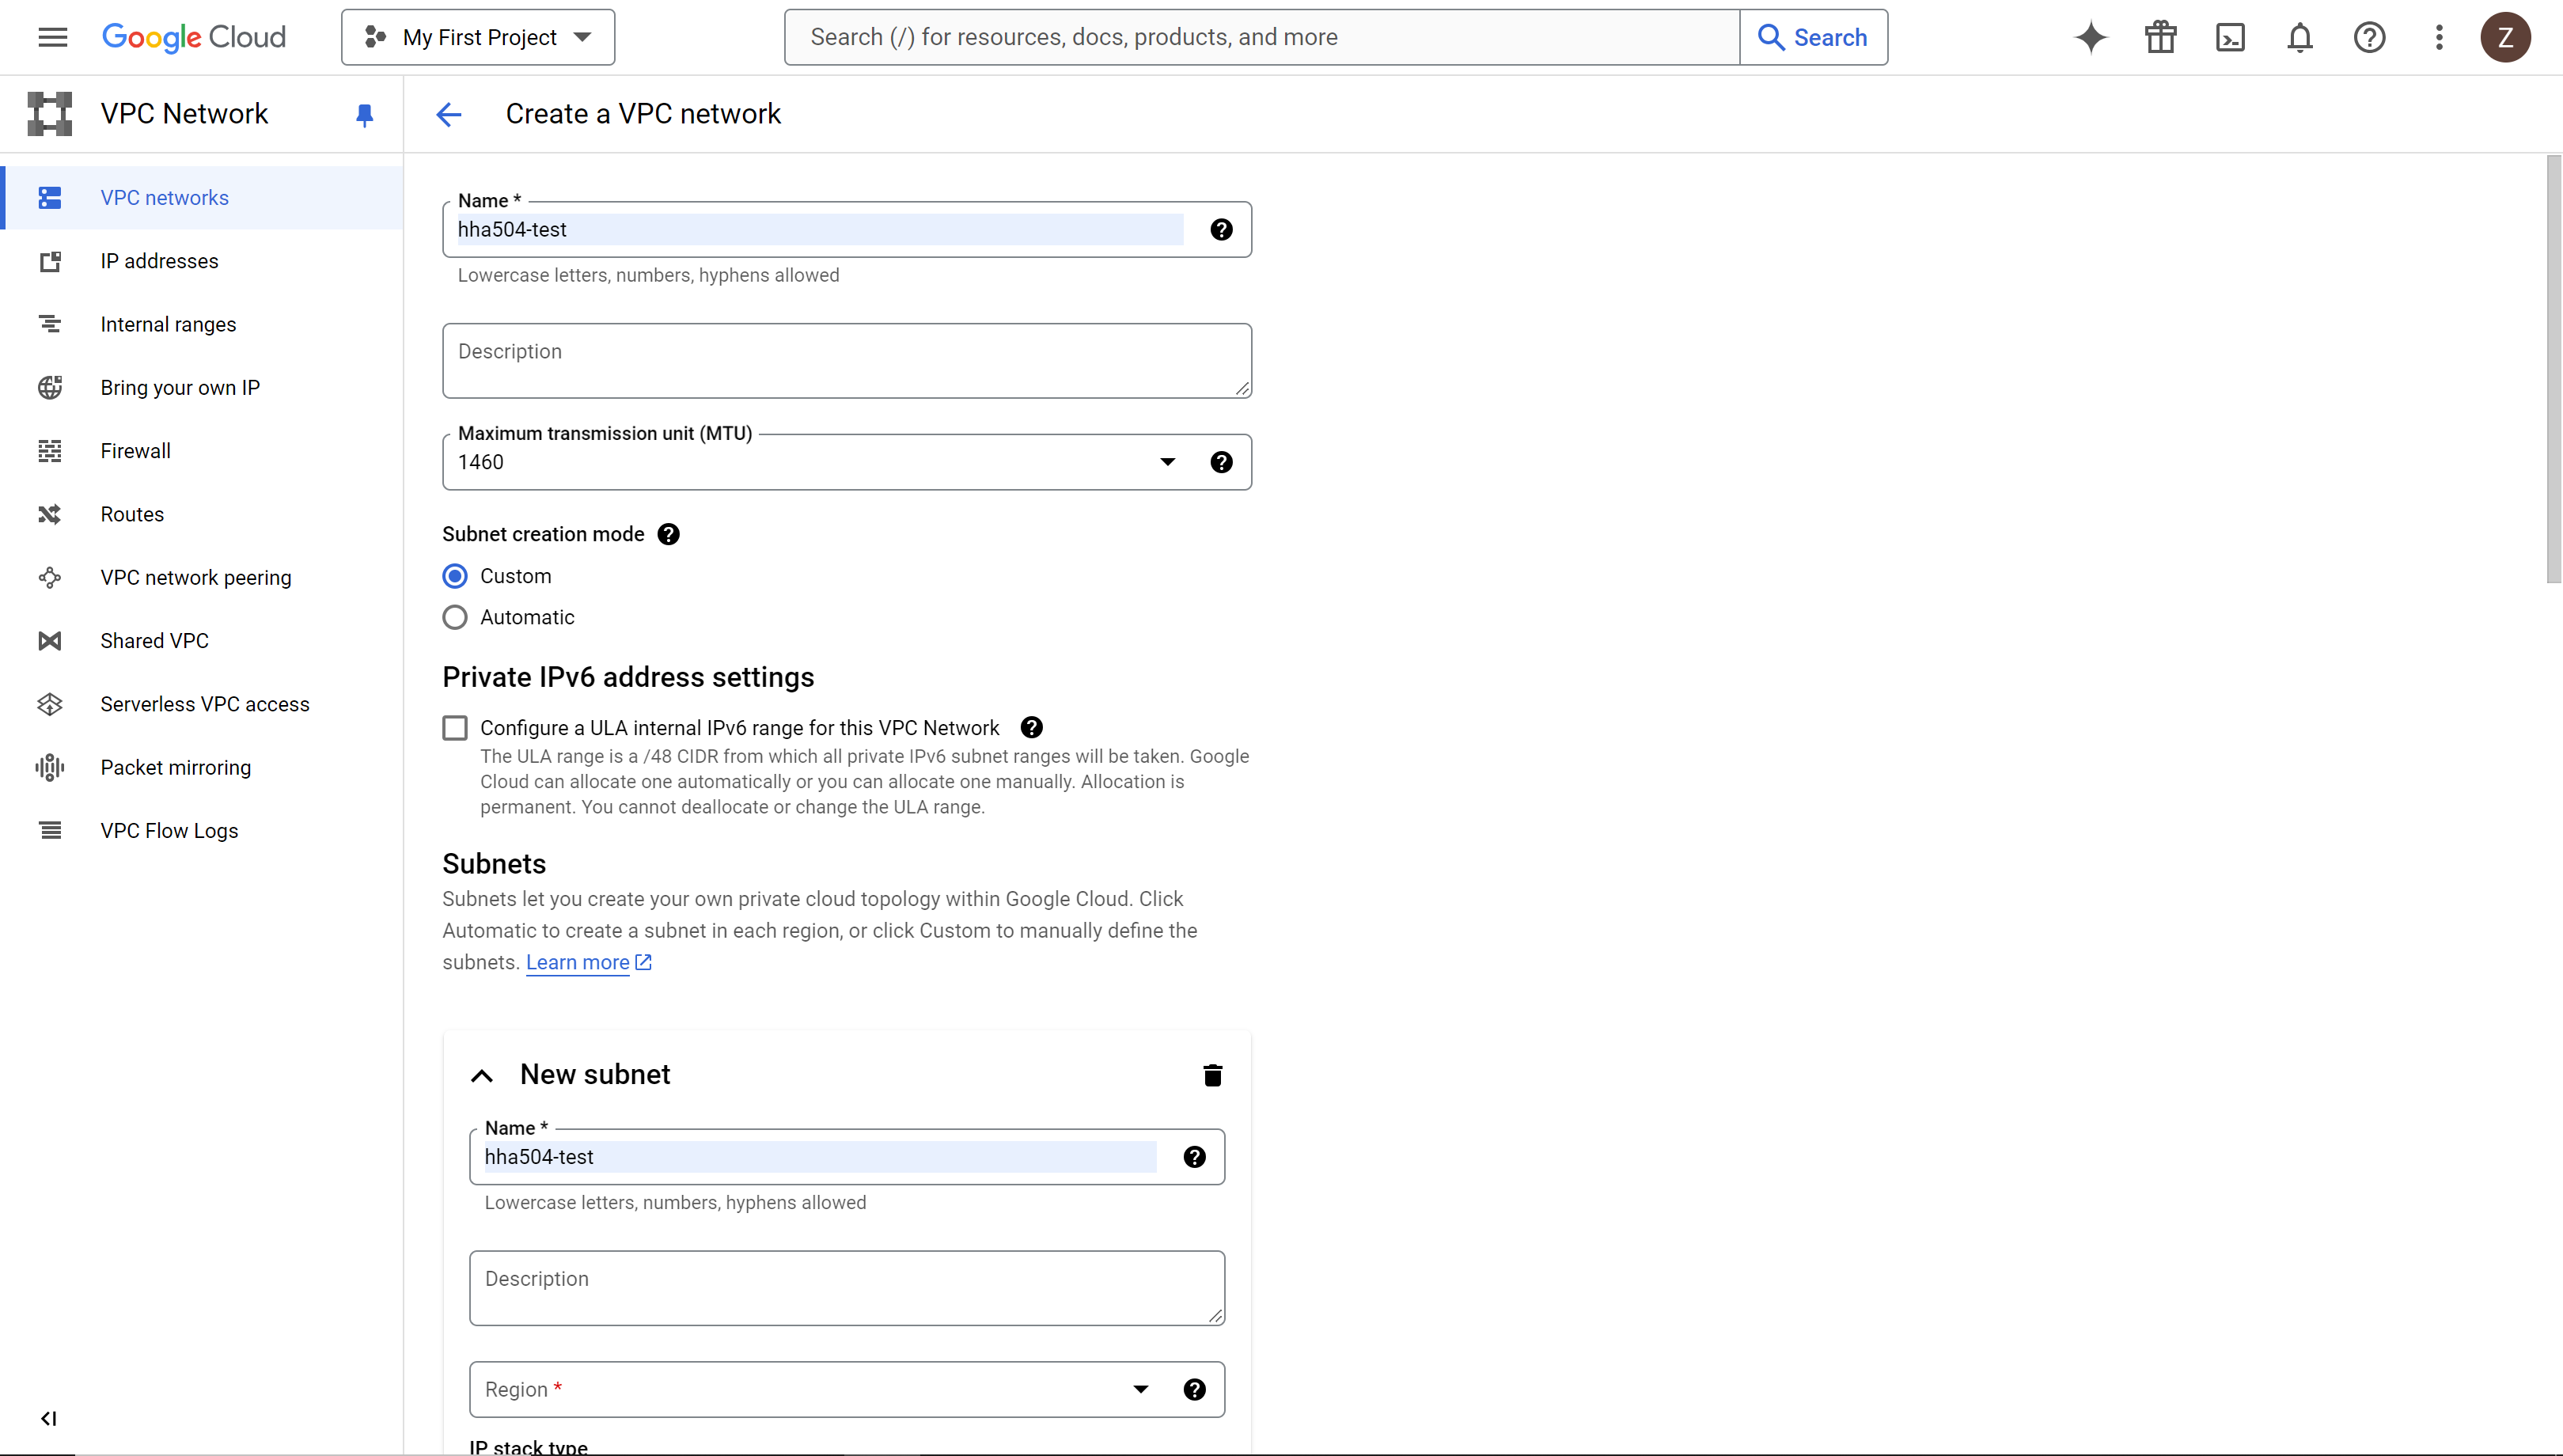 Google Cloud
My First Project
Search (/) for resources, docs, products, and more
Search
Z
VPC Network
Create a VPC network
VPC networks
IP addresses
Internal ranges
Bring your own IP
Firewall
Routes
VPC network peering
Shared VPC
Serverless VPC access
Packet mirroring
VPC Flow Logs
Name *
hha504-test
Lowercase letters, numbers, hyphens allowed
Description
Maximum transmission unit (MTU)
1460
Subnet creation mode
Custom
Automatic
Private IPv6 address settings
Configure a ULA internal IPv6 range for this VPC Network
The ULA range is a /48 CIDR from which all private IPv6 subnet ranges will be taken. Google
Cloud can allocate one automatically or you can allocate one manually. Allocation is
permanent. You cannot deallocate or change the ULA range.
Subnets
Subnets let you create your own private cloud topology within Google Cloud. Click
Automatic to create a subnet in each region, or click Custom to manually define the
subnets. Learn more
New subnet
Name *
hha504-test
Lowercase letters, numbers, hyphens allowed
Description
Region *
IP stack type